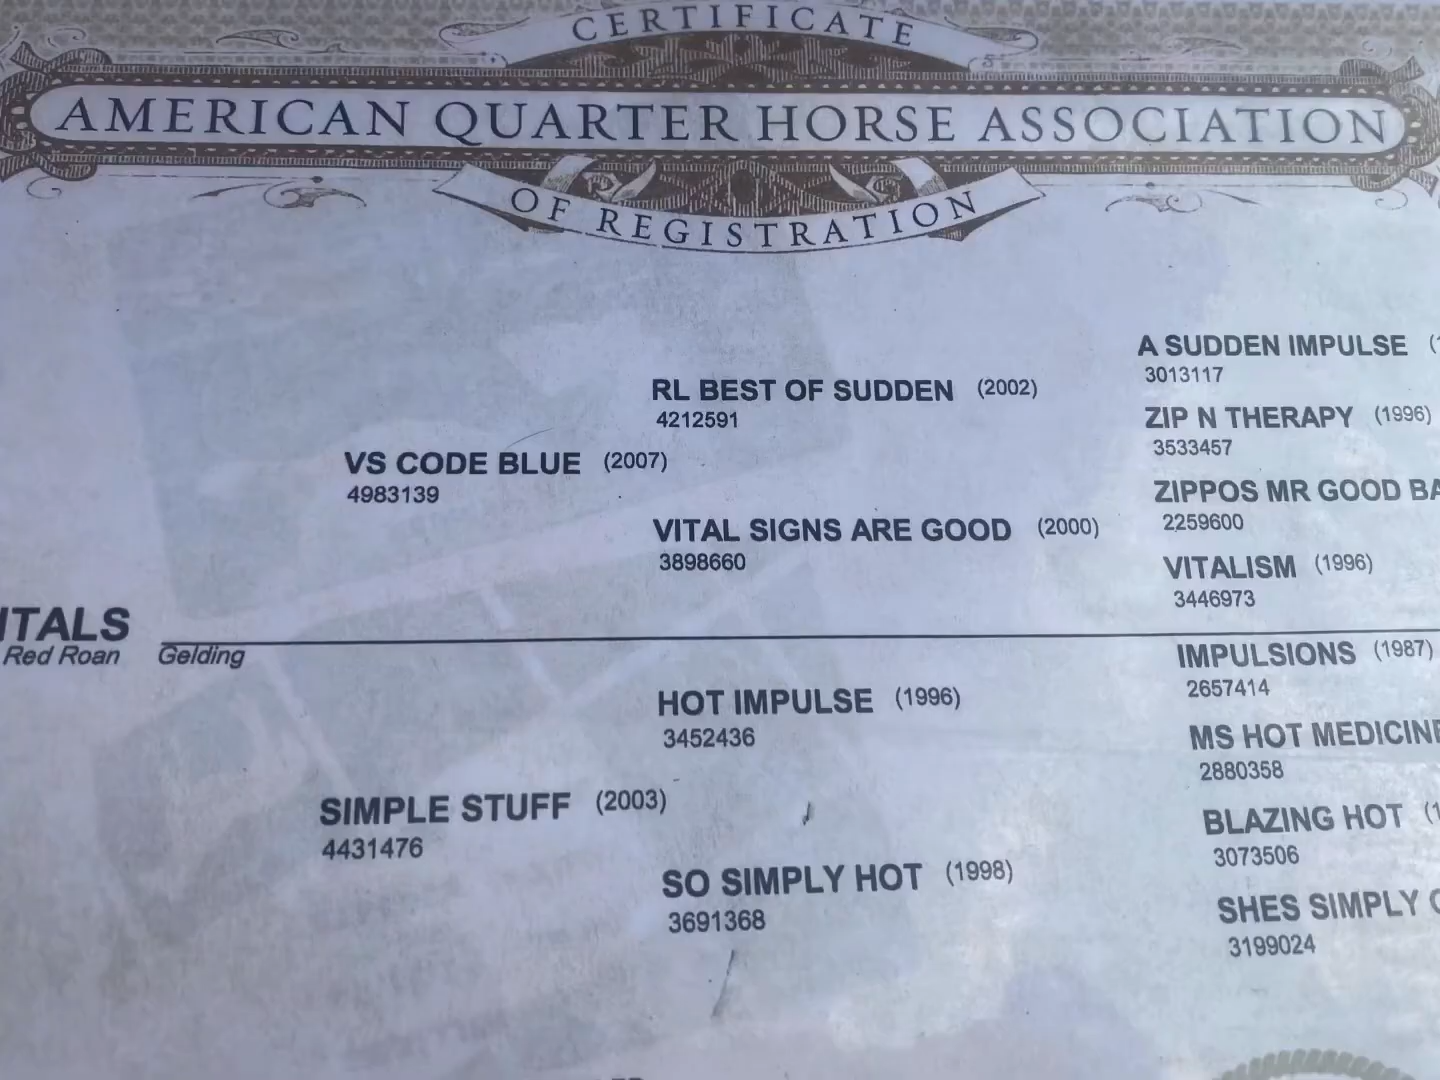 CERTIFICATE
AMERICAN QUARTER HORSE ASSOCIATION
OF REGISTRATION
A SUDDEN IMPULSE
3013117
RL BEST OF SUDDEN (2002)
4212591
ZIP N THERAPY (1996)
3533457
VS CODE BLUE (2007)
4983139
ZIPPOS MR GOOD BA
2259600
VITAL SIGNS ARE GOOD (2000)
3898660
VITALISM (1996)
3446973
ITALS
Red Roan Gelding
IMPULSIONS (1987)
2657414
HOT IMPULSE (1996)
3452436
MS HOT MEDICINE
2880358
SIMPLE STUFF (2003)
4431476
BLAZING HOT
3073506
SO SIMPLY HOT (1998)
3691368
SHES SIMPLY
3199024